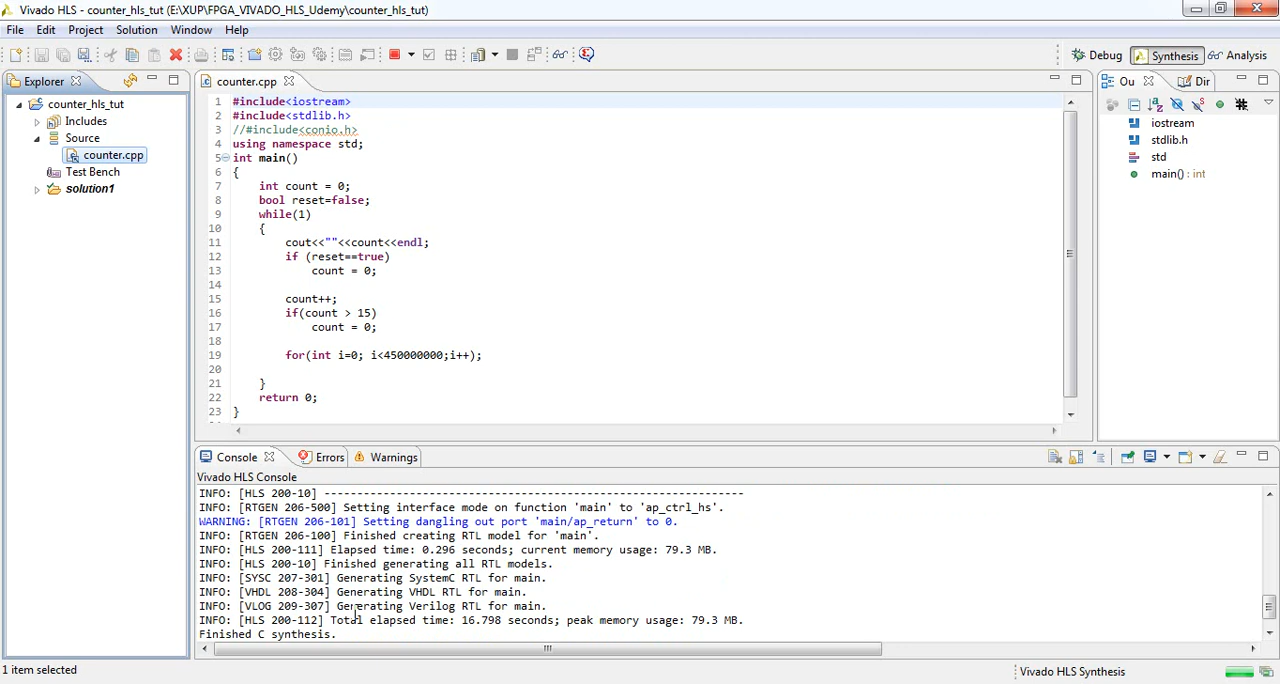 Vivado HLS - counter_hls_tut (E:\XUP\FPGA_VIVADO_HLS_Udemy\counter_hls_tut)
File Edit Project Solution Window Help
Debug Synthesis Analysis
Explorer
counter.cpp
Ou Dir
counter_hls_tut
Includes
Source
counter.cpp
Test Bench
solution1
1 #include<iostream>
2 #include<stdlib.h>
3 //#include<conio.h>
4 using namespace std;
5 int main()
6 {
7 int count = 0;
8 bool reset=false;
9 while(1)
10 {
11 cout<<""<<count<<endl;
12 if (reset==true)
13 count = 0;
14
15 count++;
16 if(count > 15)
17 count = 0;
18
19 for(int i=0; i<450000000;i++);
20
21 }
22 return 0;
23 }
iostream
stdlib.h
std
main() : int
Console Errors Warnings
Vivado HLS Console
INFO: [HLS 200-10] ----------------------------------------------------------------
INFO: [RTGEN 206-500] Setting interface mode on function 'main' to 'ap_ctrl_hs'.
WARNING: [RTGEN 206-101] Setting dangling out port 'main/ap_return' to 0.
INFO: [RTGEN 206-100] Finished creating RTL model for 'main'.
INFO: [HLS 200-111] Elapsed time: 0.296 seconds; current memory usage: 79.3 MB.
INFO: [HLS 200-10] Finished generating all RTL models.
INFO: [SYSC 207-301] Generating SystemC RTL for main.
INFO: [VHDL 208-304] Generating VHDL RTL for main.
INFO: [VLOG 209-307] Generating Verilog RTL for main.
INFO: [HLS 200-112] Total elapsed time: 16.798 seconds; peak memory usage: 79.3 MB.
Finished C synthesis.
1 item selected
Vivado HLS Synthesis